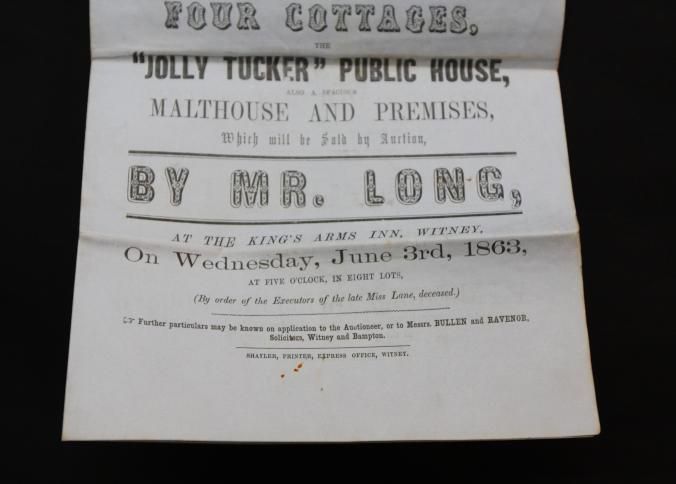 FOUR COTTAGES,
THE
"JOLLY TUCKER" PUBLIC HOUSE,
ALSO A SPACIOUS
MALTHOUSE AND PREMISES,
Which will be Sold by Auction,
BY MR. LONG,
AT THE KING'S ARMS INN, WITNEY,
On Wednesday, June 3rd, 1863,
AT FIVE O'CLOCK, IN EIGHT LOTS,
(By order of the Executors of the late Miss Lane, deceased.)
☞ Further particulars may be known on application to the Auctioneer, or to Messrs. BULLEN and RAVENOR,
Solicitors, Witney and Bampton.
SHAYLER, PRINTER, EXPRESS OFFICE, WITNEY.